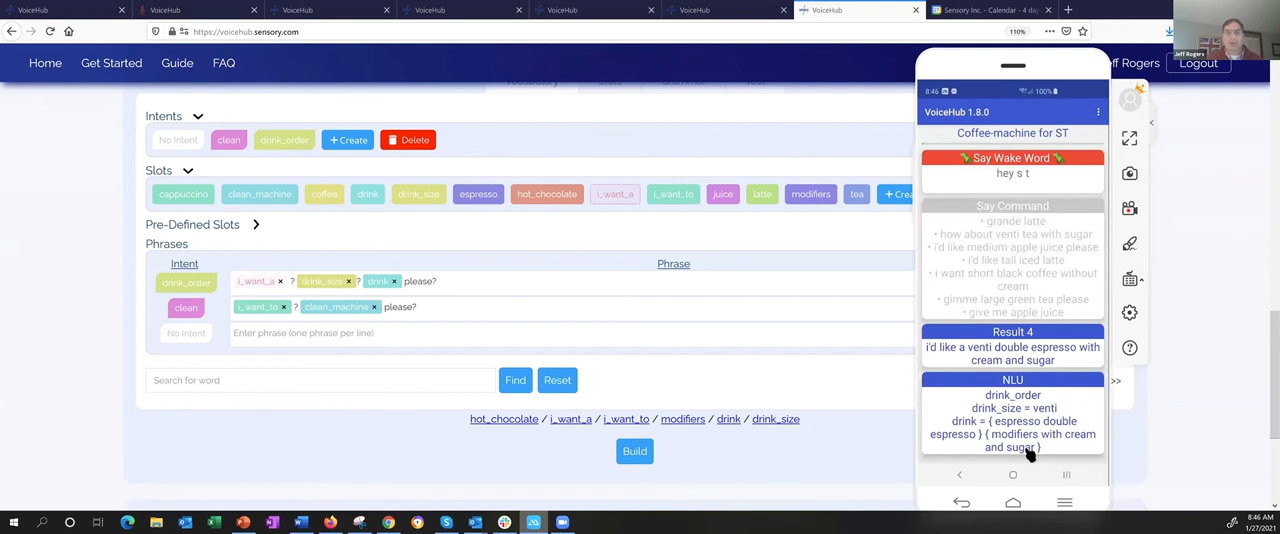 VoiceHub
VoiceHub
VoiceHub
VoiceHub
VoiceHub
VoiceHub
VoiceHub
Sensory Inc. - Calendar - 4 day
https://voicehub.sensory.com
110%
Jeff Rogers
Home
Get Started
Guide
FAQ
eff Rogers
Logout
Intents
No Intent
clean
drink_order
+ Create
Delete
Slots
cappuccino
clean_machine
coffee
drink
drink_size
espresso
hot_chocolate
i_want_a
i_want_to
juice
latte
modifiers
tea
+ Crea
Pre-Defined Slots
Phrases
Intent
Phrase
drink_order
i_want_a × ? drink_size × ? drink × please?
clean
i_want_to × ? clean_machine × please?
No Intent
Enter phrase (one phrase per line)
Search for word
Find
Reset
>>
hot_chocolate / i_want_a / i_want_to / modifiers / drink / drink_size
Build
8:46
100%
VoiceHub 1.8.0
Coffee-machine for ST
Say Wake Word
hey s t
Say Command
• grande latte
• how about venti tea with sugar
• i'd like medium apple juice please
• i'd like tall iced latte
• i want short black coffee without
cream
• gimme large green tea please
• give me apple juice
Result 4
i'd like a venti double espresso with
cream and sugar
NLU
drink_order
drink_size = venti
drink = { espresso double
espresso } { modifiers with cream
and sugar }
8:46 AM
1/27/2021